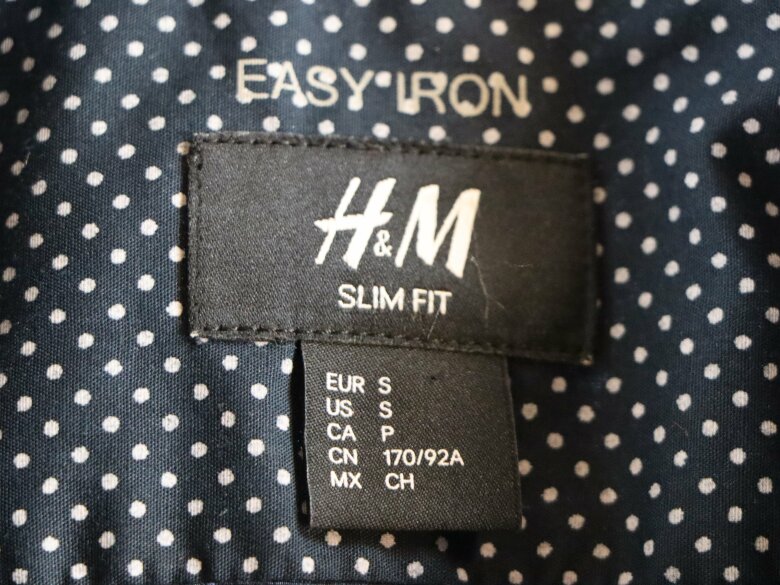 EASY IRON
H&M
SLIM FIT
EUR S
US S
CA P
CN 170/92A
MX CH